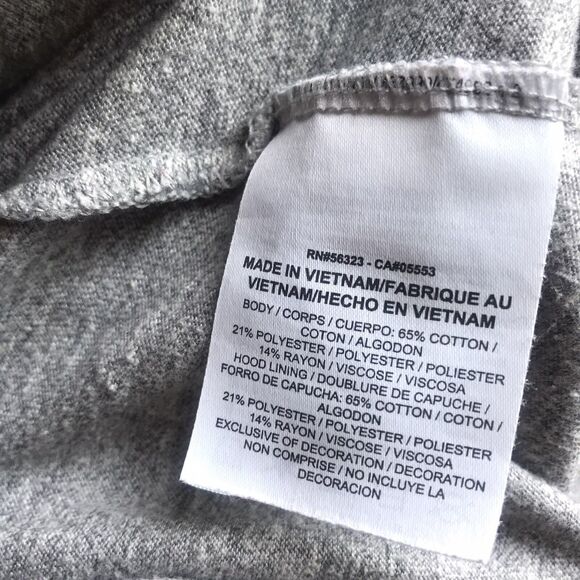 RN#56323 - CA#05553
MADE IN VIETNAM/FABRIQUE AU
VIETNAM/HECHO EN VIETNAM
BODY / CORPS / CUERPO: 65% COTTON /
COTON / ALGODON
21% POLYESTER / POLYESTER / POLIESTER
14% RAYON / VISCOSE / VISCOSA
HOOD LINING / DOUBLURE DE CAPUCHE /
FORRO DE CAPUCHA: 65% COTTON / COTON /
ALGODON
21% POLYESTER / POLYESTER / POLIESTER
14% RAYON / VISCOSE / VISCOSA
EXCLUSIVE OF DECORATION / DECORATION
NON COMPRISE / NO INCLUYE LA
DECORACION